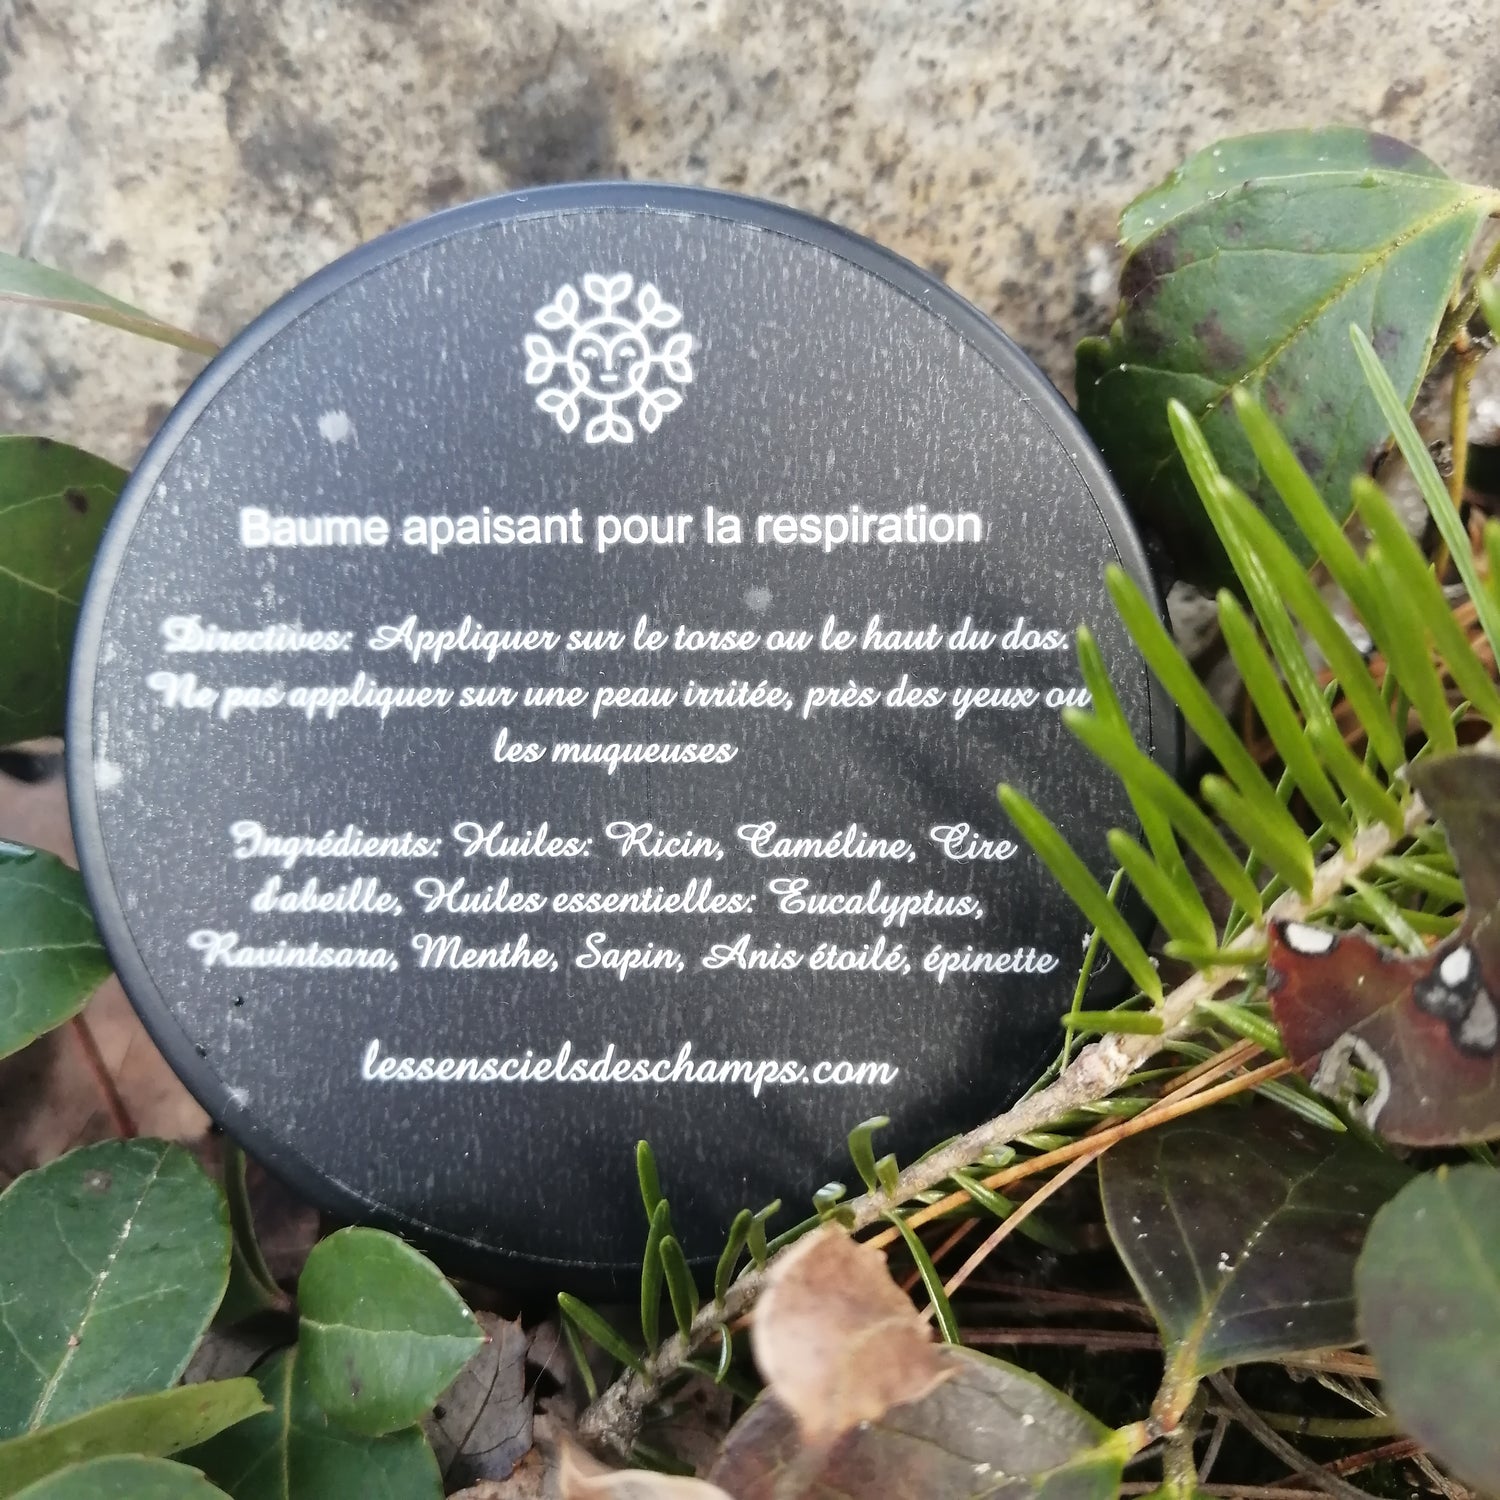 Baume apaisant pour la respiration
Directives: Appliquer sur le torse ou le haut du dos.
Ne pas appliquer sur une peau irritée, près des yeux ou
les muqueuses
Ingrédients: Huiles: Ricin, Caméline, Cire
d'abeille, Huiles essentielles: Eucalyptus,
Ravintsara, Menthe, Sapin, Anis étoilé, épinette
lessenscielsdeschamps.com